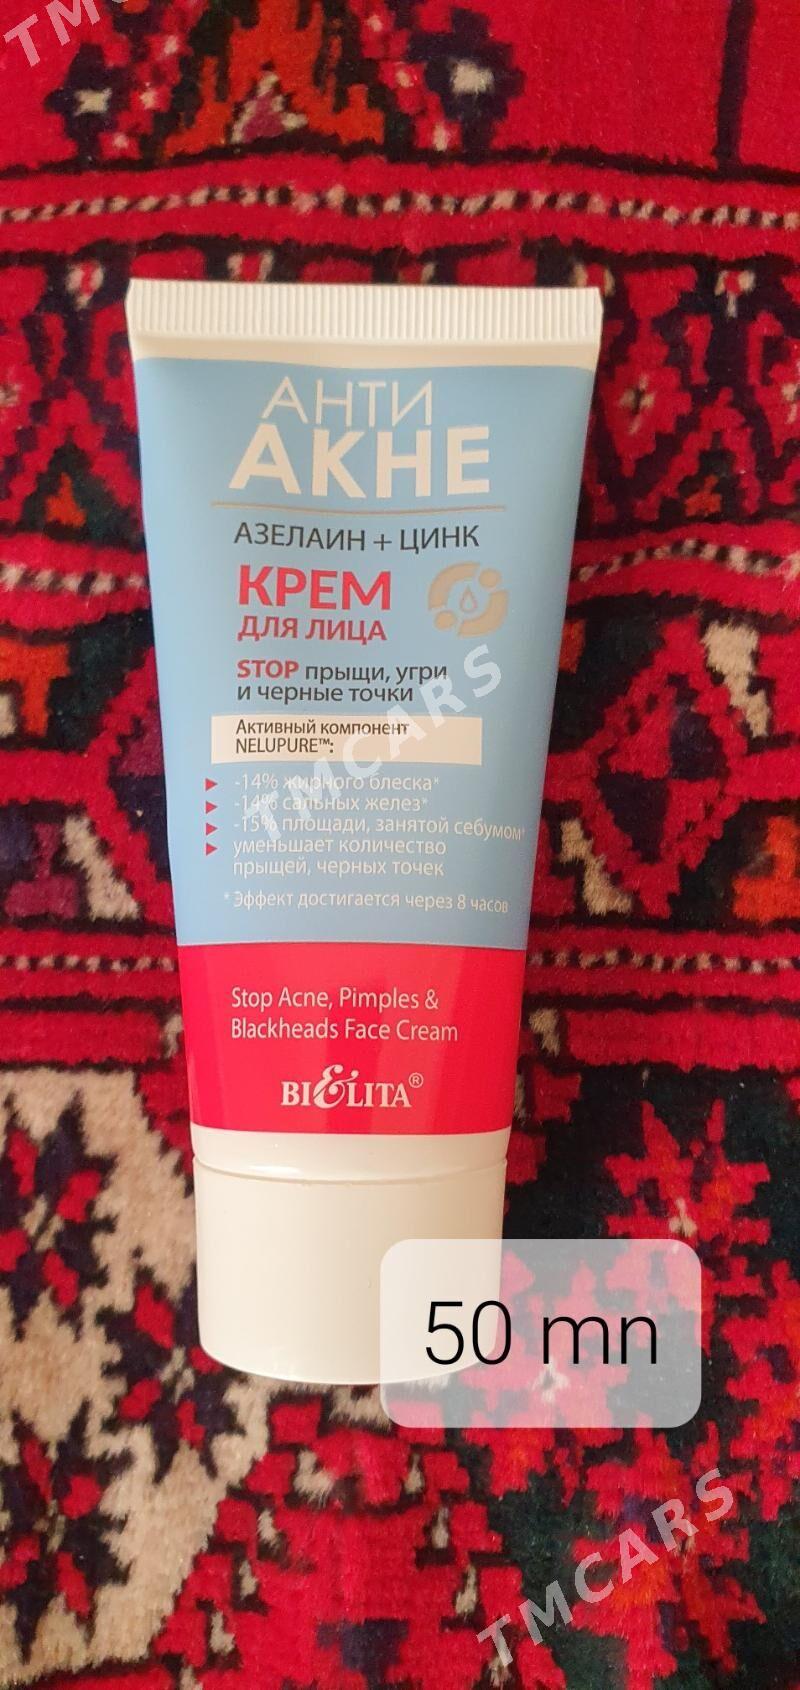 TMCARS
АНТИ
АКНЕ
АЗЕЛАИН + ЦИНК
КРЕМ
ДЛЯ ЛИЦА
STOP прыщи, угри
и черные точки
Активный компонент
NELUPURE™:
-14% жирного блеска*
-14% сальных желез*
-15% площади, занятой себумом*
уменьшает количество
прыщей, черных точек
* Эффект достигается через 8 часов
TMCARS
Stop Acne, Pimples &
Blackheads Face Cream
BIELITA®
50 mn
TMCARS